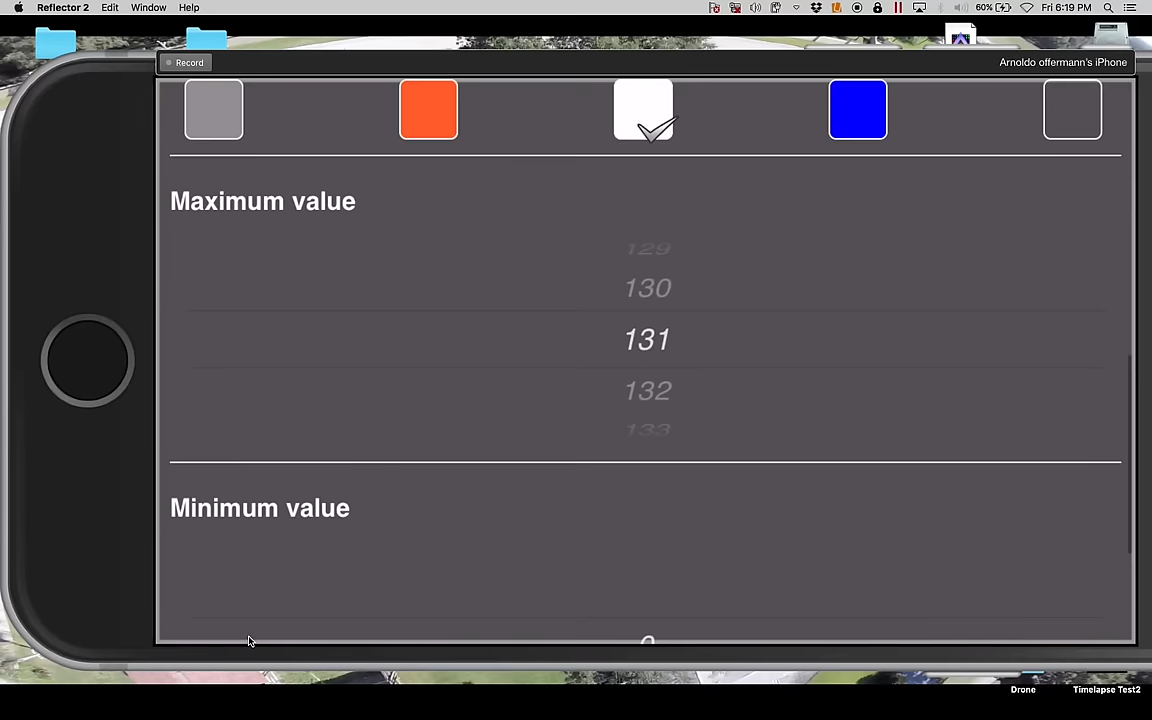 Reflector 2 Edit Window Help 60% Fri 6:19 PM
Record Arnoldo offermann's iPhone
Maximum value
129
130
131
132
133
Minimum value
Drone Timelapse Test2